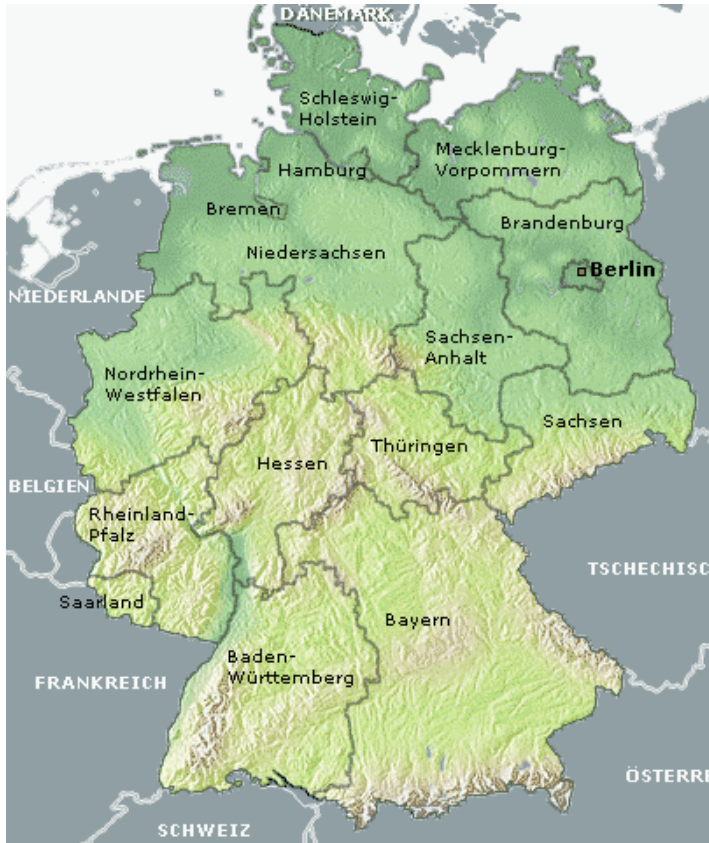 DÄNEMARK
Schleswig-
Holstein
Mecklenburg-
Vorpommern
Hamburg
Bremen
Brandenburg
Niedersachsen
Berlin
NIEDERLANDE
Sachsen-
Anhalt
Nordrhein-
Westfalen
Sachsen
Thüringen
Hessen
BELGIEN
Rheinland-
Pfalz
TSCHECHISC
Saarland
Bayern
Baden-
Württemberg
FRANKREICH
ÖSTERRE
SCHWEIZ